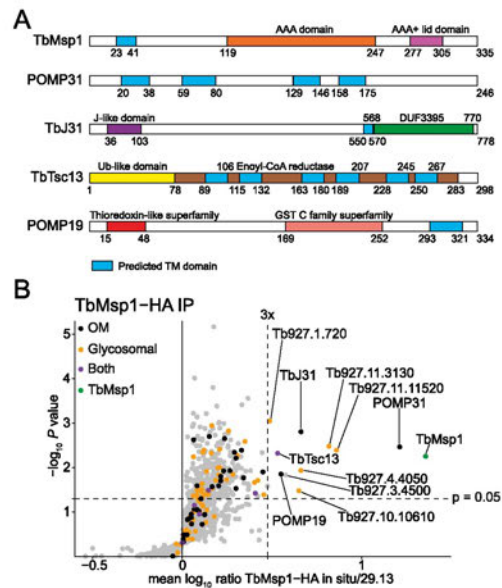 A
TbMsp1
AAA domain
AAA+ lid domain
23 41 119 247 277 305 335
POMP31
20 38 59 80 129 146 158 175 246
TbJ31
J-like domain
568
DUF3395
770
36 103 550 570 778
TbTsc13
Ub-like domain
106 Enoyl-CoA reductase
207 245 267
1 78 89 115 132 163 180 189 228 250 283 298
POMP19
Thioredoxin-like superfamily
GST C family superfamily
15 48 169 252 293 321 334
Predicted TM domain
B
TbMsp1-HA IP
3x
OM
Glycosomal
Both
TbMsp1
Tb927.1.720
TbJ31
Tb927.11.3130
Tb927.11.11520
POMP31
TbMsp1
TbTsc13
Tb927.4.4050
Tb927.3.4500
POMP19
Tb927.10.10610
p = 0.05
−log10 P value
5
4
3
2
1
−0.5 0 0.5 1
mean log10 ratio TbMsp1-HA in situ/29.13